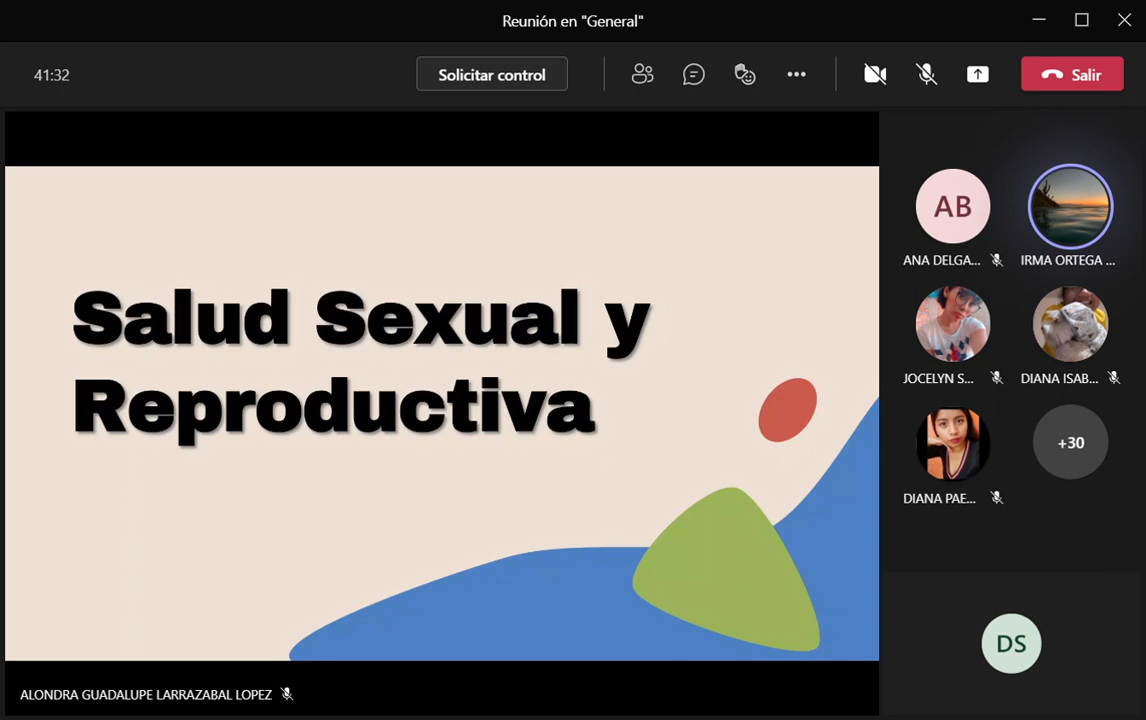 Reunión en "General"
41:32
Solicitar control
Salir
Salud Sexual y
Reproductiva
AB
ANA DELGA...
IRMA ORTEGA ...
JOCELYN S...
DIANA ISAB...
DIANA PAE...
+30
DS
ALONDRA GUADALUPE LARRAZABAL LOPEZ